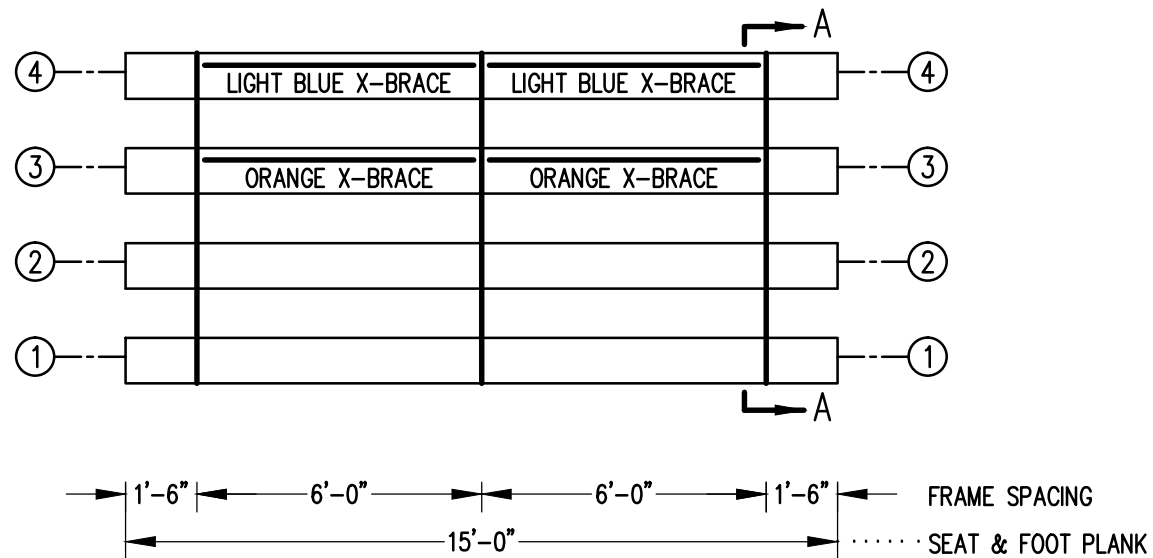 A
4 LIGHT BLUE X-BRACE LIGHT BLUE X-BRACE 4
3 ORANGE X-BRACE ORANGE X-BRACE 3
2 2
1 1
A
1'-6" 6'-0" 6'-0" 1'-6" FRAME SPACING
15'-0" SEAT & FOOT PLANK